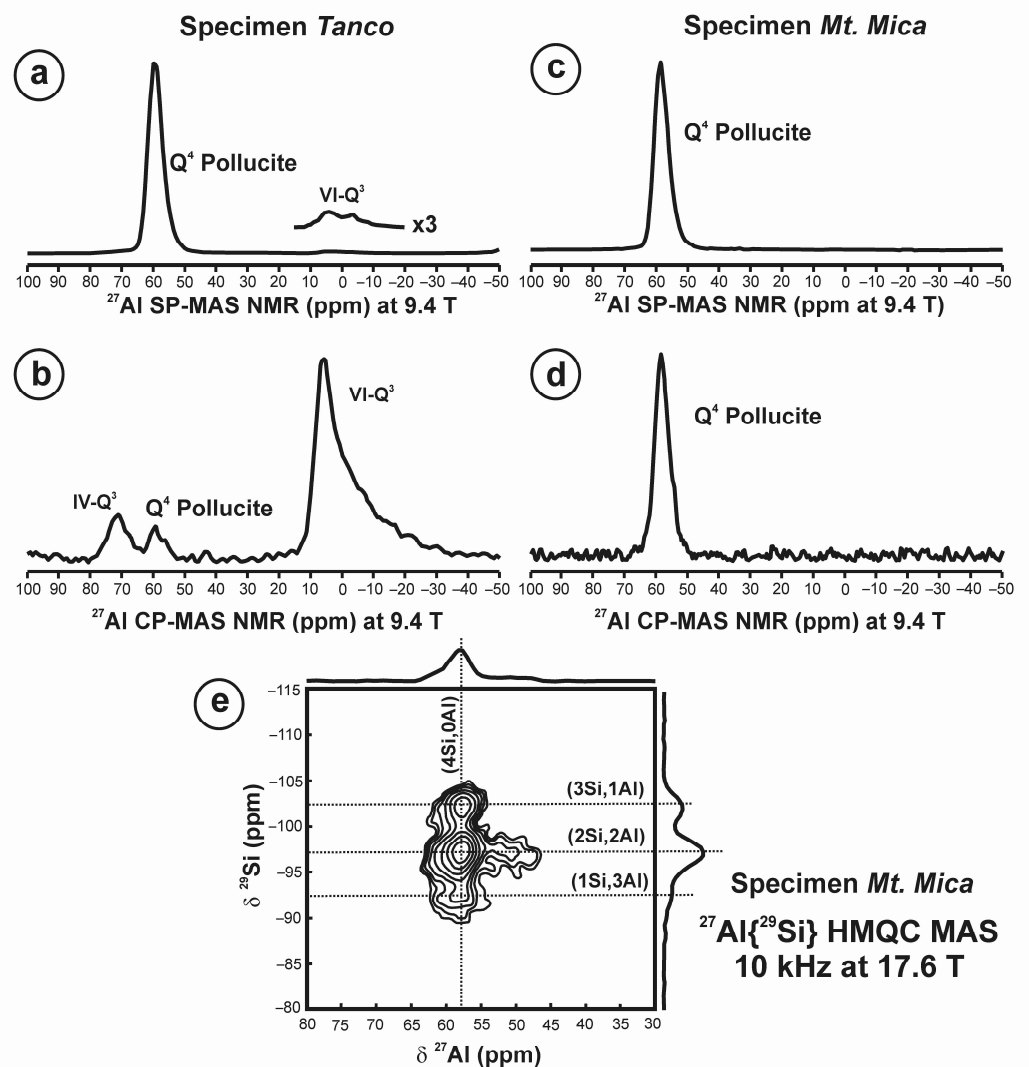 Specimen Tanco
Specimen Mt. Mica
a
Q⁴ Pollucite
VI-Q³
x3
100 90 80 70 60 50 40 30 20 10 0 –10 –20 –30 –40 –50
²⁷Al SP-MAS NMR (ppm) at 9.4 T
c
Q⁴ Pollucite
100 90 80 70 60 50 40 30 20 10 0 –10 –20 –30 –40 –50
²⁷Al SP-MAS NMR (ppm at 9.4 T)
b
VI-Q³
IV-Q³
Q⁴ Pollucite
100 90 80 70 60 50 40 30 20 10 0 –10 –20 –30 –40 –50
²⁷Al CP-MAS NMR (ppm) at 9.4 T
d
Q⁴ Pollucite
100 90 80 70 60 50 40 30 20 10 0 –10 –20 –30 –40 –50
²⁷Al CP-MAS NMR (ppm) at 9.4 T
e
–115
–110
–105
–100
–95
–90
–85
–80
δ ²⁹Si (ppm)
(4Si,0Al)
(3Si,1Al)
(2Si,2Al)
(1Si,3Al)
80 75 70 65 60 55 50 45 40 35 30
δ ²⁷Al (ppm)
Specimen Mt. Mica
²⁷Al{²⁹Si} HMQC MAS
10 kHz at 17.6 T